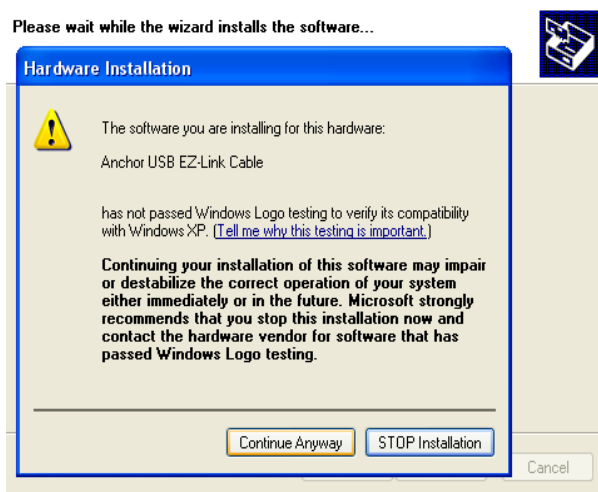 Please wait while the wizard installs the software...
Hardware Installation
The software you are installing for this hardware:
Anchor USB EZ-Link Cable
has not passed Windows Logo testing to verify its compatibility
with Windows XP. (Tell me why this testing is important.)
Continuing your installation of this software may impair
or destabilize the correct operation of your system
either immediately or in the future. Microsoft strongly
recommends that you stop this installation now and
contact the hardware vendor for software that has
passed Windows Logo testing.
Continue Anyway STOP Installation
Cancel